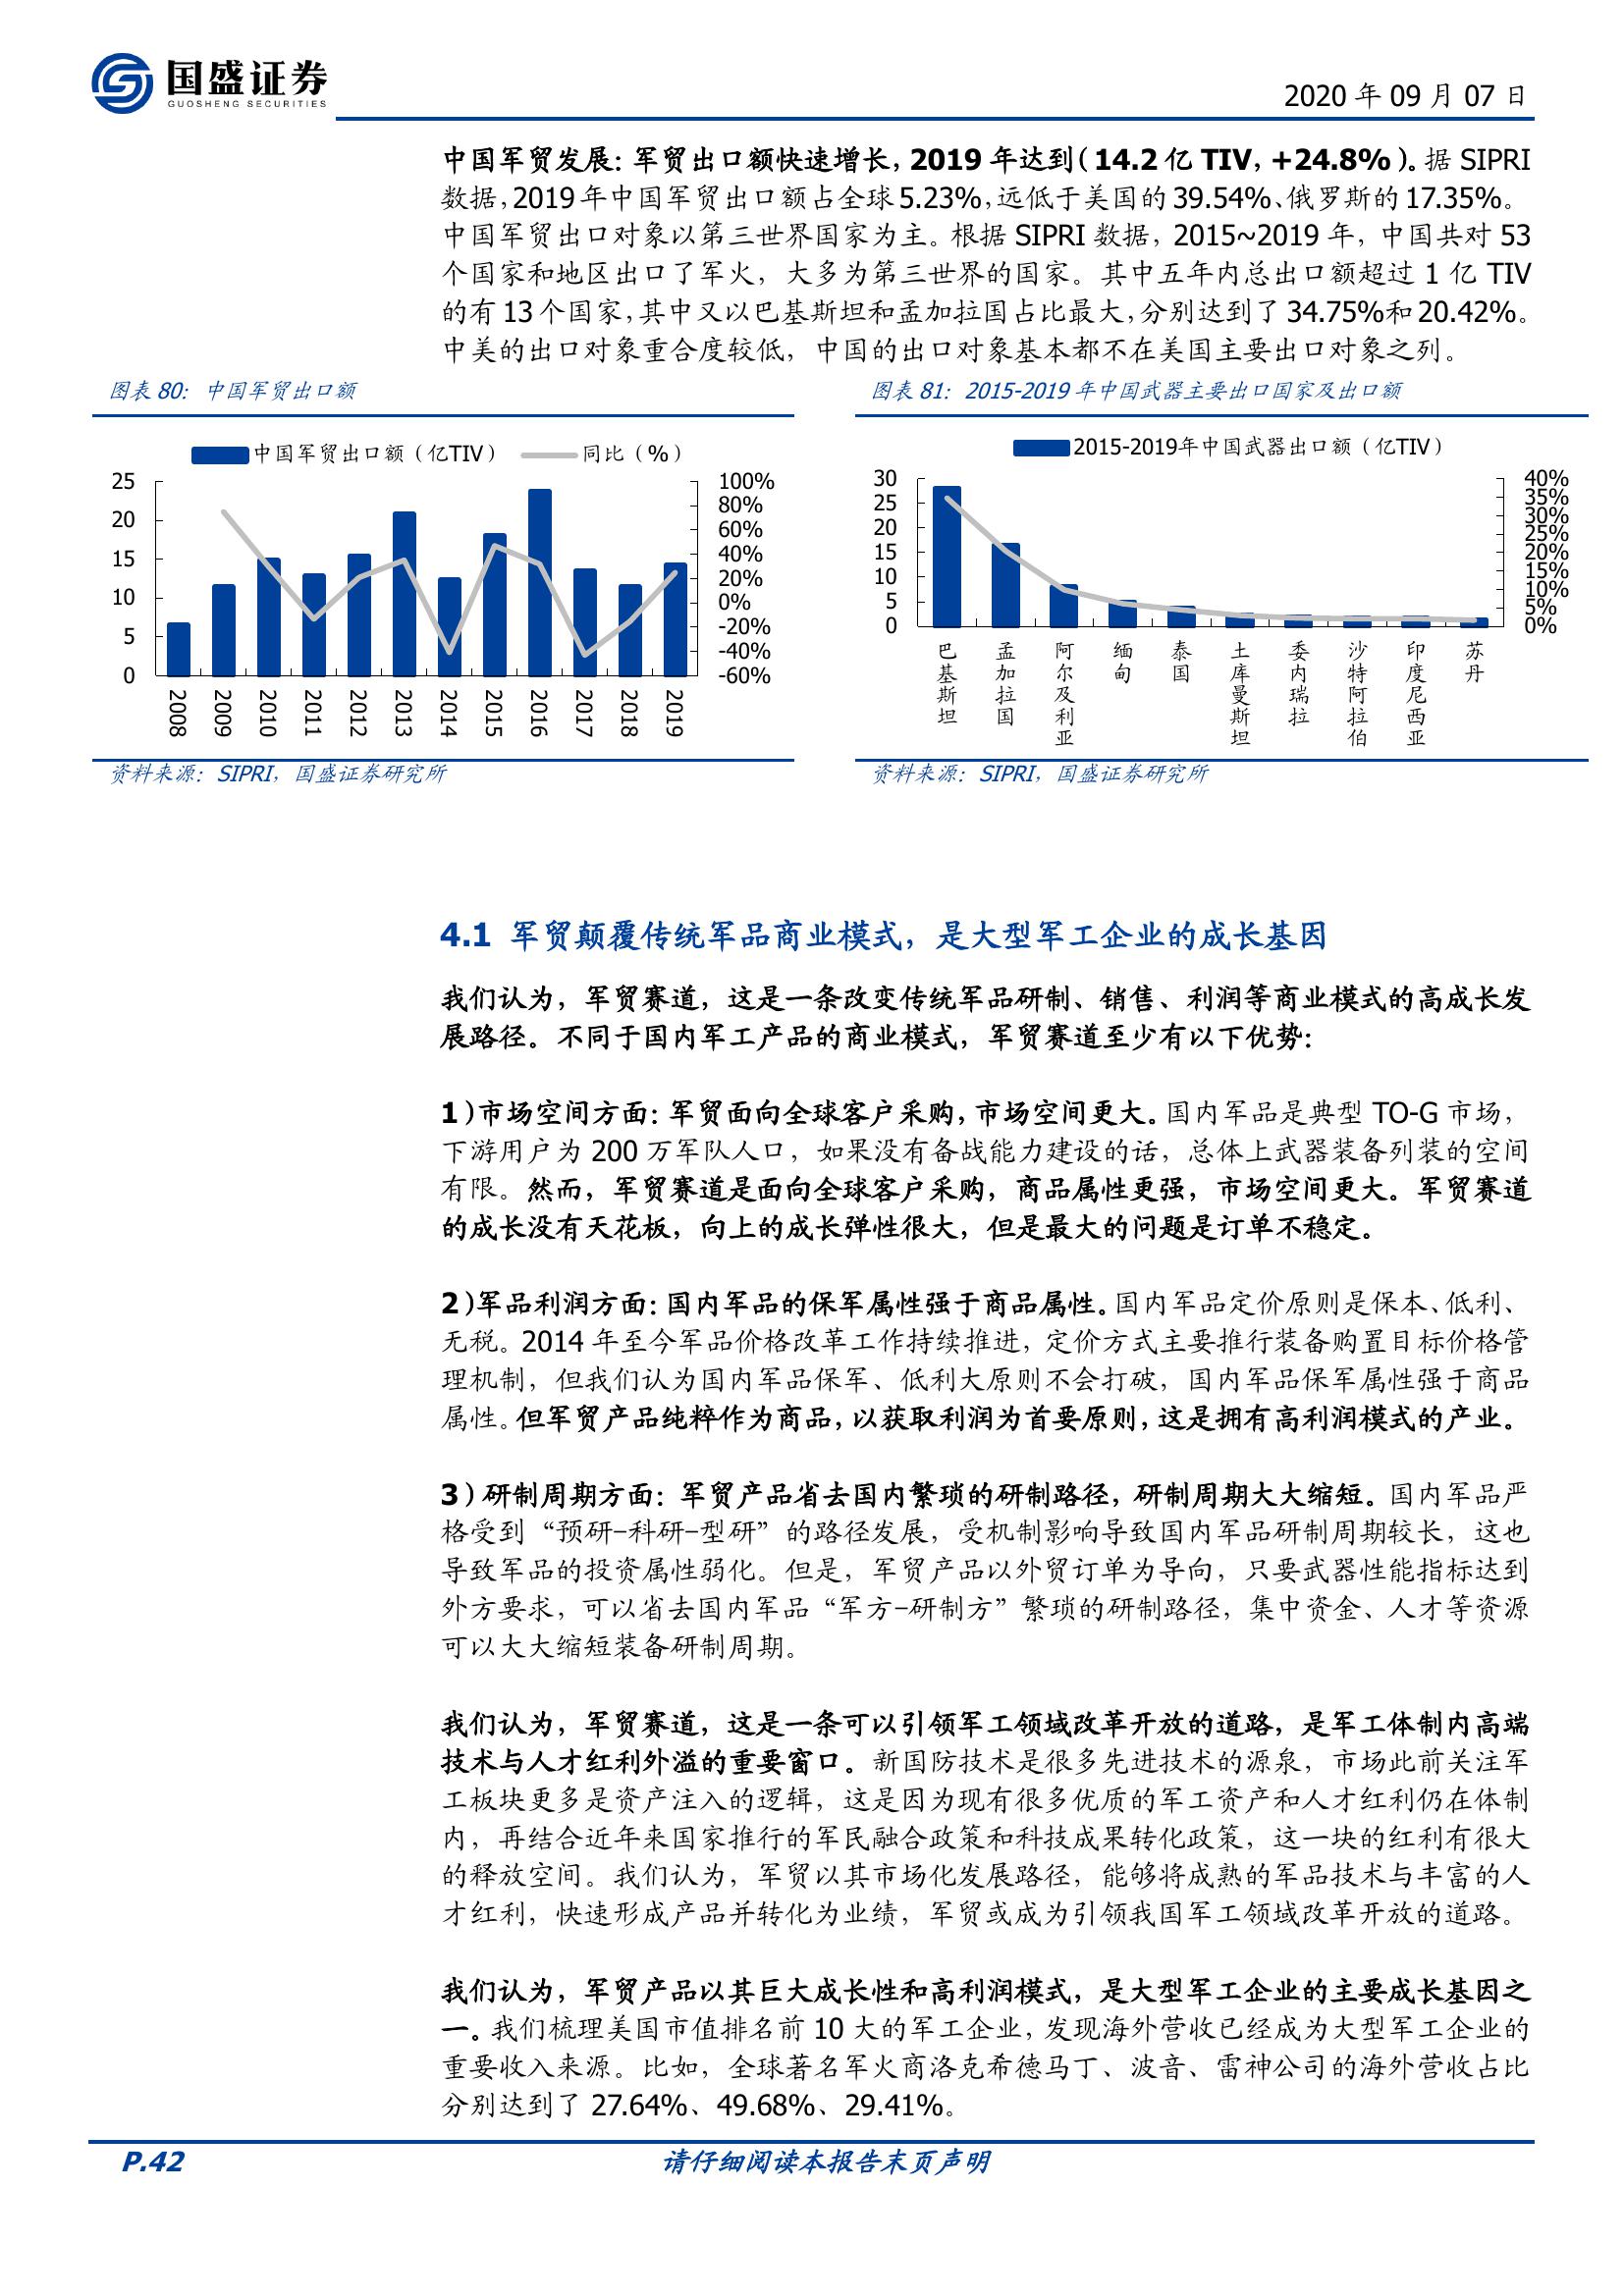 国盛证券
GUOSHENG SECURITIES
2020 年 09 月 07 日
中国军贸发展：军贸出口额快速增长，2019 年达到（14.2 亿 TIV，+24.8%）。据 SIPRI
数据，2019 年中国军贸出口额占全球 5.23%，远低于美国的 39.54%、俄罗斯的 17.35%。
中国军贸出口对象以第三世界国家为主。根据 SIPRI 数据，2015~2019 年，中国共对 53
个国家和地区出口了军火，大多为第三世界的国家。其中五年内总出口额超过 1 亿 TIV
的有 13 个国家，其中又以巴基斯坦和孟加拉国占比最大，分别达到了 34.75%和 20.42%。
中美的出口对象重合度较低，中国的出口对象基本都不在美国主要出口对象之列。
图表 80：中国军贸出口额
中国军贸出口额（亿TIV）
同比（%）
25
20
15
10
5
0
100%
80%
60%
40%
20%
0%
-20%
-40%
-60%
2008
2009
2010
2011
2012
2013
2014
2015
2016
2017
2018
2019
资料来源：SIPRI，国盛证券研究所
图表 81：2015-2019 年中国武器主要出口国家及出口额
2015-2019年中国武器出口额（亿TIV）
30
25
20
15
10
5
0
40%
35%
30%
25%
20%
15%
10%
5%
0%
巴基斯坦
孟加拉国
阿尔及利亚
缅甸
泰国
土库曼斯坦
委内瑞拉
沙特阿拉伯
印度尼西亚
苏丹
资料来源：SIPRI，国盛证券研究所
4.1 军贸颠覆传统军品商业模式，是大型军工企业的成长基因
我们认为，军贸赛道，这是一条改变传统军品研制、销售、利润等商业模式的高成长发
展路径。不同于国内军工产品的商业模式，军贸赛道至少有以下优势：
1）市场空间方面：军贸面向全球客户采购，市场空间更大。国内军品是典型 TO-G 市场，
下游用户为 200 万军队人口，如果没有备战能力建设的话，总体上武器装备列装的空间
有限。然而，军贸赛道是面向全球客户采购，商品属性更强，市场空间更大。军贸赛道
的成长没有天花板，向上的成长弹性很大，但是最大的问题是订单不稳定。
2）军品利润方面：国内军品的保军属性强于商品属性。国内军品定价原则是保本、低利、
无税。2014 年至今军品价格改革工作持续推进，定价方式主要推行装备购置目标价格管
理机制，但我们认为国内军品保军、低利大原则不会打破，国内军品保军属性强于商品
属性。但军贸产品纯粹作为商品，以获取利润为首要原则，这是拥有高利润模式的产业。
3）研制周期方面：军贸产品省去国内繁琐的研制路径，研制周期大大缩短。国内军品严
格受到“预研-科研-型研”的路径发展，受机制影响导致国内军品研制周期较长，这也
导致军品的投资属性弱化。但是，军贸产品以外贸订单为导向，只要武器性能指标达到
外方要求，可以省去国内军品“军方-研制方”繁琐的研制路径，集中资金、人才等资源
可以大大缩短装备研制周期。
我们认为，军贸赛道，这是一条可以引领军工领域改革开放的道路，是军工体制内高端
技术与人才红利外溢的重要窗口。新国防技术是很多先进技术的源泉，市场此前关注军
工板块更多是资产注入的逻辑，这是因为现有很多优质的军工资产和人才红利仍在体制
内，再结合近年来国家推行的军民融合政策和科技成果转化政策，这一块的红利有很大
的释放空间。我们认为，军贸以其市场化发展路径，能够将成熟的军品技术与丰富的人
才红利，快速形成产品并转化为业绩，军贸或成为引领我国军工领域改革开放的道路。
我们认为，军贸产品以其巨大成长性和高利润模式，是大型军工企业的主要成长基因之
一。我们梳理美国市值排名前 10 大的军工企业，发现海外营收已经成为大型军工企业的
重要收入来源。比如，全球著名军火商洛克希德马丁、波音、雷神公司的海外营收占比
分别达到了 27.64%、49.68%、29.41%。
P.42
请仔细阅读本报告末页声明